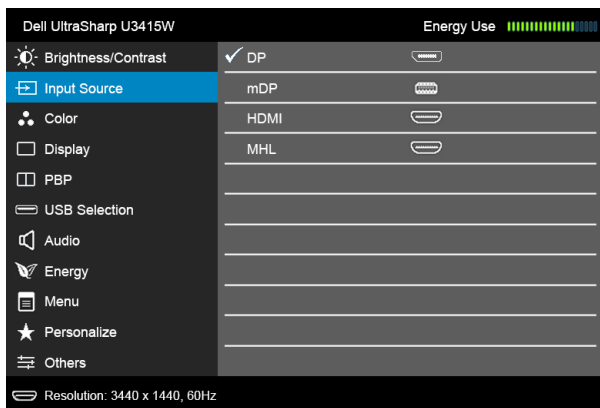 Dell UltraSharp U3415W Energy Use
Brightness/Contrast DP
Input Source mDP
Color HDMI
Display MHL
PBP
USB Selection
Audio
Energy
Menu
Personalize
Others
Resolution: 3440 x 1440, 60Hz